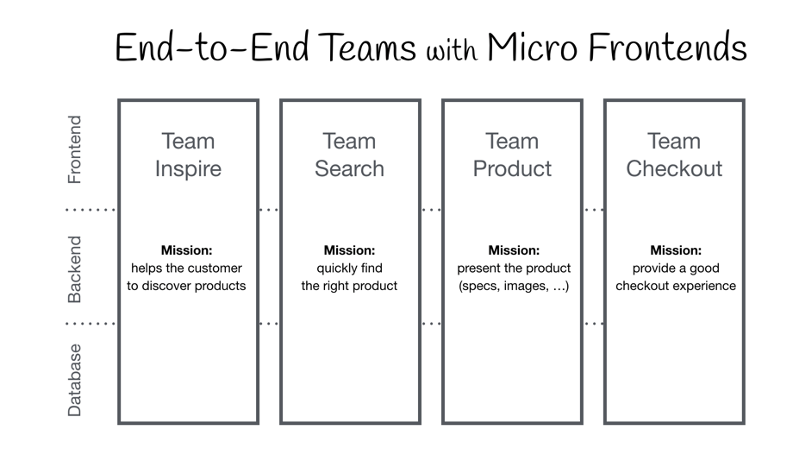 End-to-End Teams with Micro Frontends
Frontend
Backend
Database
Team
Inspire
Mission:
helps the customer
to discover products
Team
Search
Mission:
quickly find
the right product
Team
Product
Mission:
present the product
(specs, images, …)
Team
Checkout
Mission:
provide a good
checkout experience